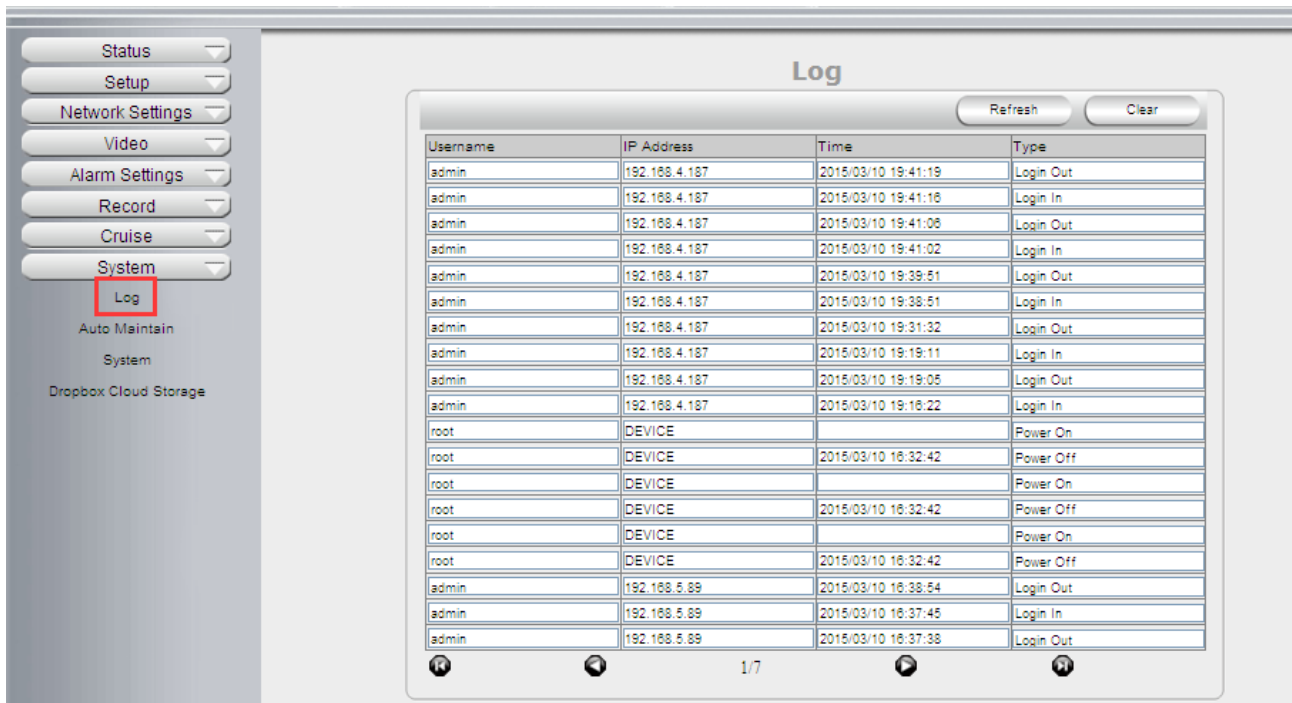 Status
Setup
Network Settings
Video
Alarm Settings
Record
Cruise
System
Log
Auto Maintain
System
Dropbox Cloud Storage
Log
Refresh Clear
Username IP Address Time Type
admin 192.168.4.187 2015/03/10 19:41:19 Login Out
admin 192.168.4.187 2015/03/10 19:41:16 Login In
admin 192.168.4.187 2015/03/10 19:41:06 Login Out
admin 192.168.4.187 2015/03/10 19:41:02 Login In
admin 192.168.4.187 2015/03/10 19:39:51 Login Out
admin 192.168.4.187 2015/03/10 19:38:51 Login In
admin 192.168.4.187 2015/03/10 19:31:32 Login Out
admin 192.168.4.187 2015/03/10 19:19:11 Login In
admin 192.168.4.187 2015/03/10 19:19:05 Login Out
admin 192.168.4.187 2015/03/10 19:16:22 Login In
root DEVICE Power On
root DEVICE 2015/03/10 16:32:42 Power Off
root DEVICE Power On
root DEVICE 2015/03/10 16:32:42 Power Off
root DEVICE Power On
root DEVICE 2015/03/10 16:32:42 Power Off
admin 192.168.5.89 2015/03/10 16:38:54 Login Out
admin 192.168.5.89 2015/03/10 16:37:45 Login In
admin 192.168.5.89 2015/03/10 16:37:38 Login Out
1/7